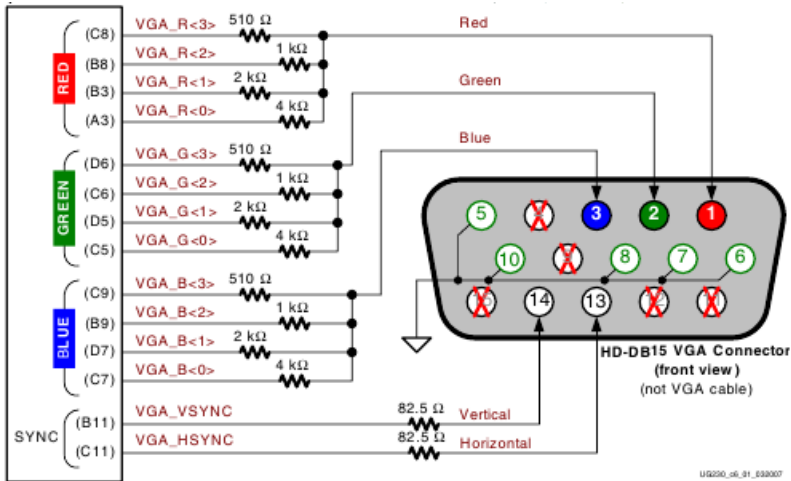 VGA_R<3> 510 Ω Red
(C8)
VGA_R<2> 1 kΩ
(B8)
VGA_R<1> 2 kΩ
(B3)
VGA_R<0> 4 kΩ
(A3)
RED
Green
VGA_G<3> 510 Ω
(D6)
VGA_G<2> 1 kΩ
(C6)
VGA_G<1> 2 kΩ
(D5)
VGA_G<0> 4 kΩ
(C5)
GREEN
Blue
VGA_B<3> 510 Ω
(C9)
VGA_B<2> 1 kΩ
(B9)
VGA_B<1> 2 kΩ
(D7)
VGA_B<0> 4 kΩ
(C7)
BLUE
5 3 2 1
10 8 7 6
14 13
HD-DB15 VGA Connector
(front view)
(not VGA cable)
SYNC
VGA_VSYNC 82.5 Ω Vertical
(B11)
VGA_HSYNC 82.5 Ω Horizontal
(C11)
UG230_c6_01_032007